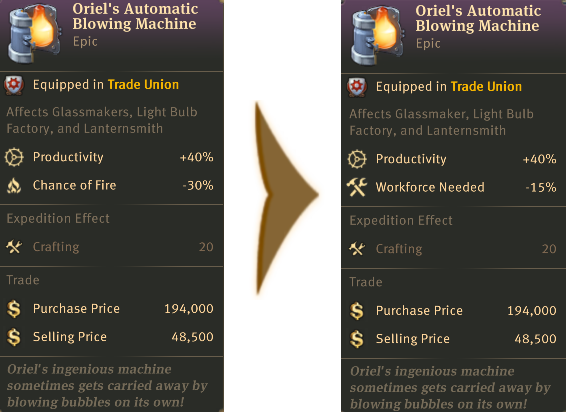 Oriel's Automatic
Blowing Machine
Epic
Equipped in Trade Union
Affects Glassmakers, Light Bulb
Factory, and Lanternsmith
Productivity +40%
Chance of Fire -30%
Expedition Effect
Crafting 20
Trade
Purchase Price 194,000
Selling Price 48,500
Oriel's ingenious machine
sometimes gets carried away by
blowing bubbles on its own!
Oriel's Automatic
Blowing Machine
Epic
Equipped in Trade Union
Affects Glassmaker, Light Bulb
Factory, and Lanternsmith
Productivity +40%
Workforce Needed -15%
Expedition Effect
Crafting 20
Trade
Purchase Price 194,000
Selling Price 48,500
Oriel's ingenious machine
sometimes gets carried away by
blowing bubbles on its own!